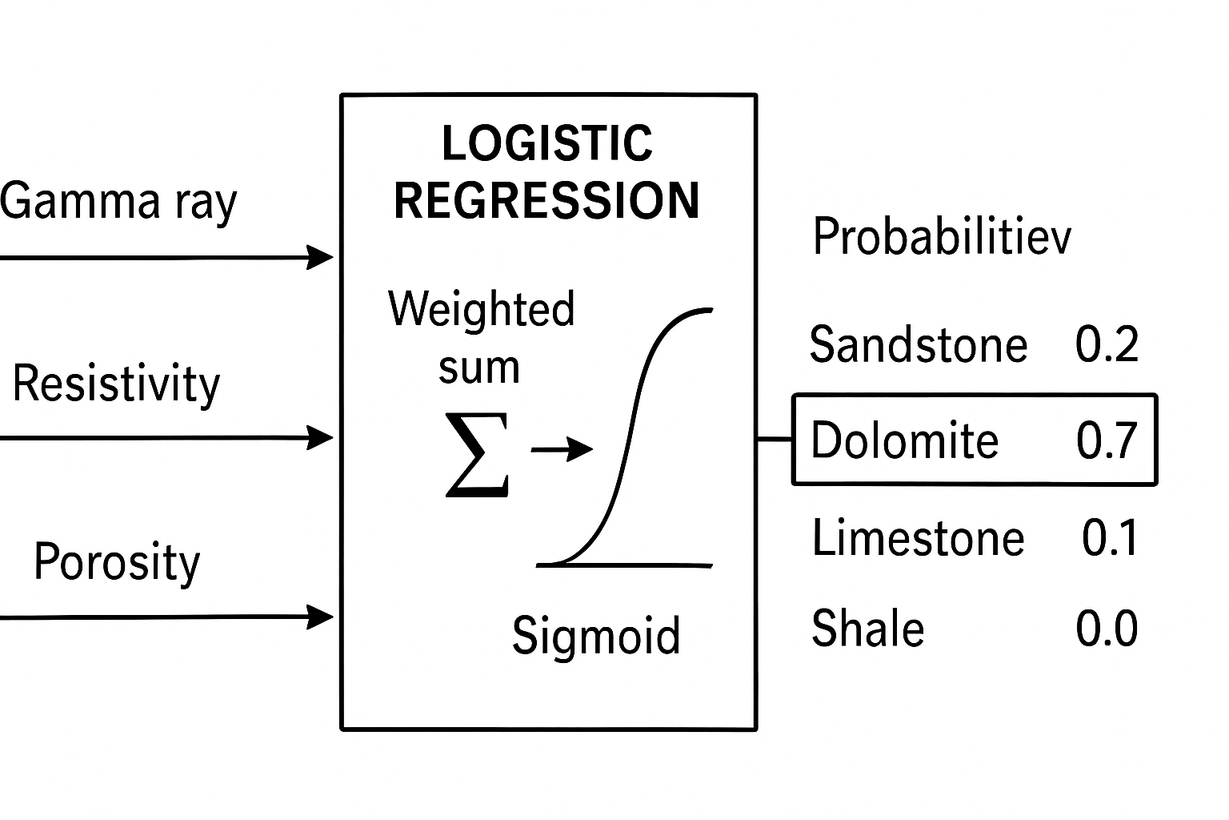 Gamma ray
Resistivity
Porosity
LOGISTIC
REGRESSION
Weighted
sum
Σ
Sigmoid
Probabilitiev
Sandstone 0.2
Dolomite 0.7
Limestone 0.1
Shale 0.0